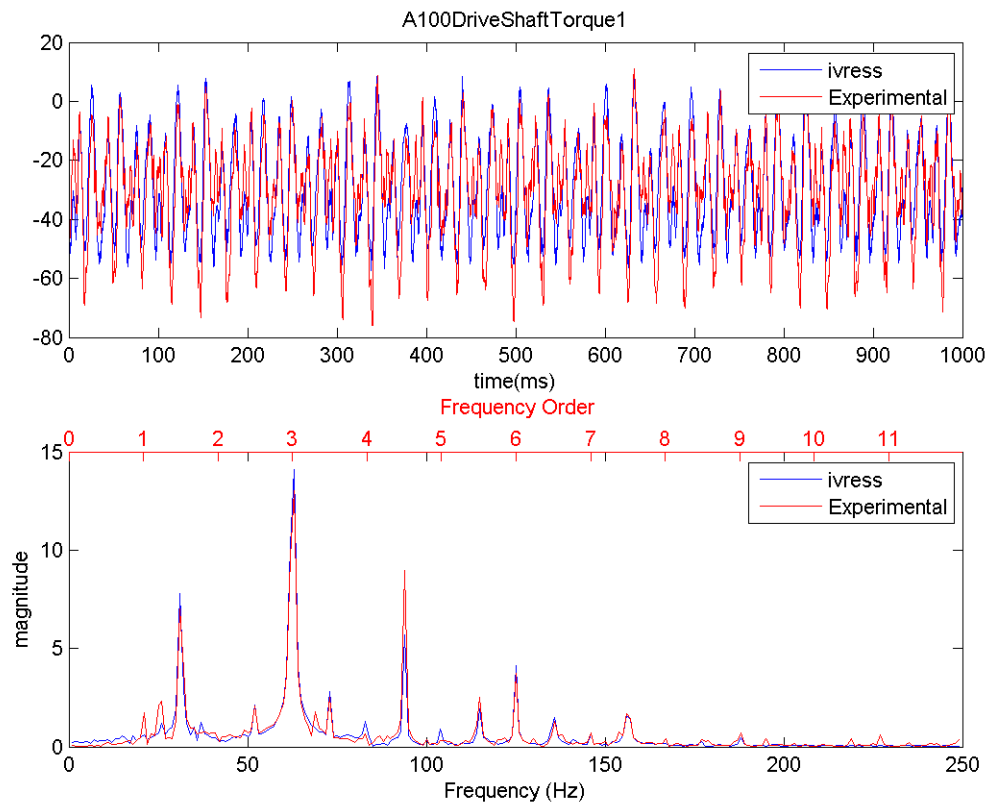 A100DriveShaftTorque1
20
0
-20
-40
-60
-80
ivress
Experimental
0 100 200 300 400 500 600 700 800 900 1000
time(ms)
Frequency Order
0 1 2 3 4 5 6 7 8 9 10 11
15
10
5
0
magnitude
ivress
Experimental
0 50 100 150 200 250
Frequency (Hz)